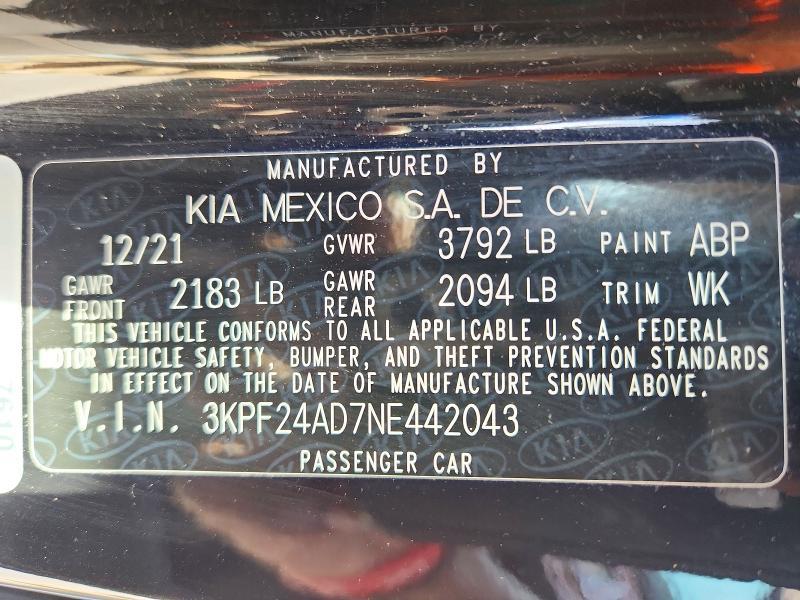 MANUFACTURED BY
KIA MEXICO S.A. DE C.V.
12/21 GVWR 3792 LB PAINT ABP
GAWR FRONT 2183 LB GAWR REAR 2094 LB TRIM WK
THIS VEHICLE CONFORMS TO ALL APPLICABLE U.S.A. FEDERAL
MOTOR VEHICLE SAFETY, BUMPER, AND THEFT PREVENTION STANDARDS
IN EFFECT ON THE DATE OF MANUFACTURE SHOWN ABOVE.
V.I.N. 3KPF24AD7NE442043
PASSENGER CAR